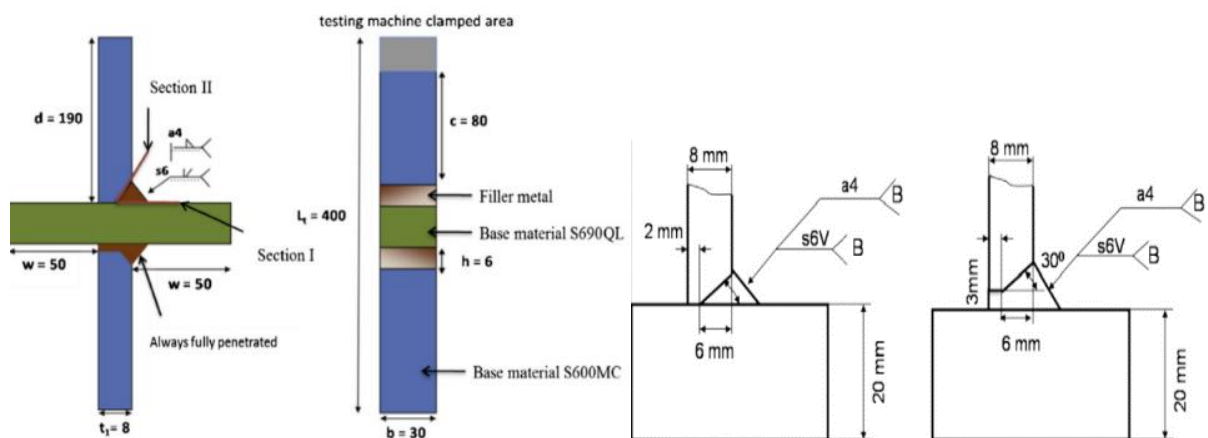 testing machine clamped area
Section II
d = 190
a4
s6
w = 50
w = 50
Section I
Always fully penetrated
t₁= 8
c = 80
Filler metal
Lₜ = 400
Base material S690QL
h = 6
Base material S600MC
b = 30
8 mm
2 mm
a4
B
s6V
B
6 mm
20 mm
8 mm
a4
B
s6V
B
30⁰
3mm
6 mm
20 mm